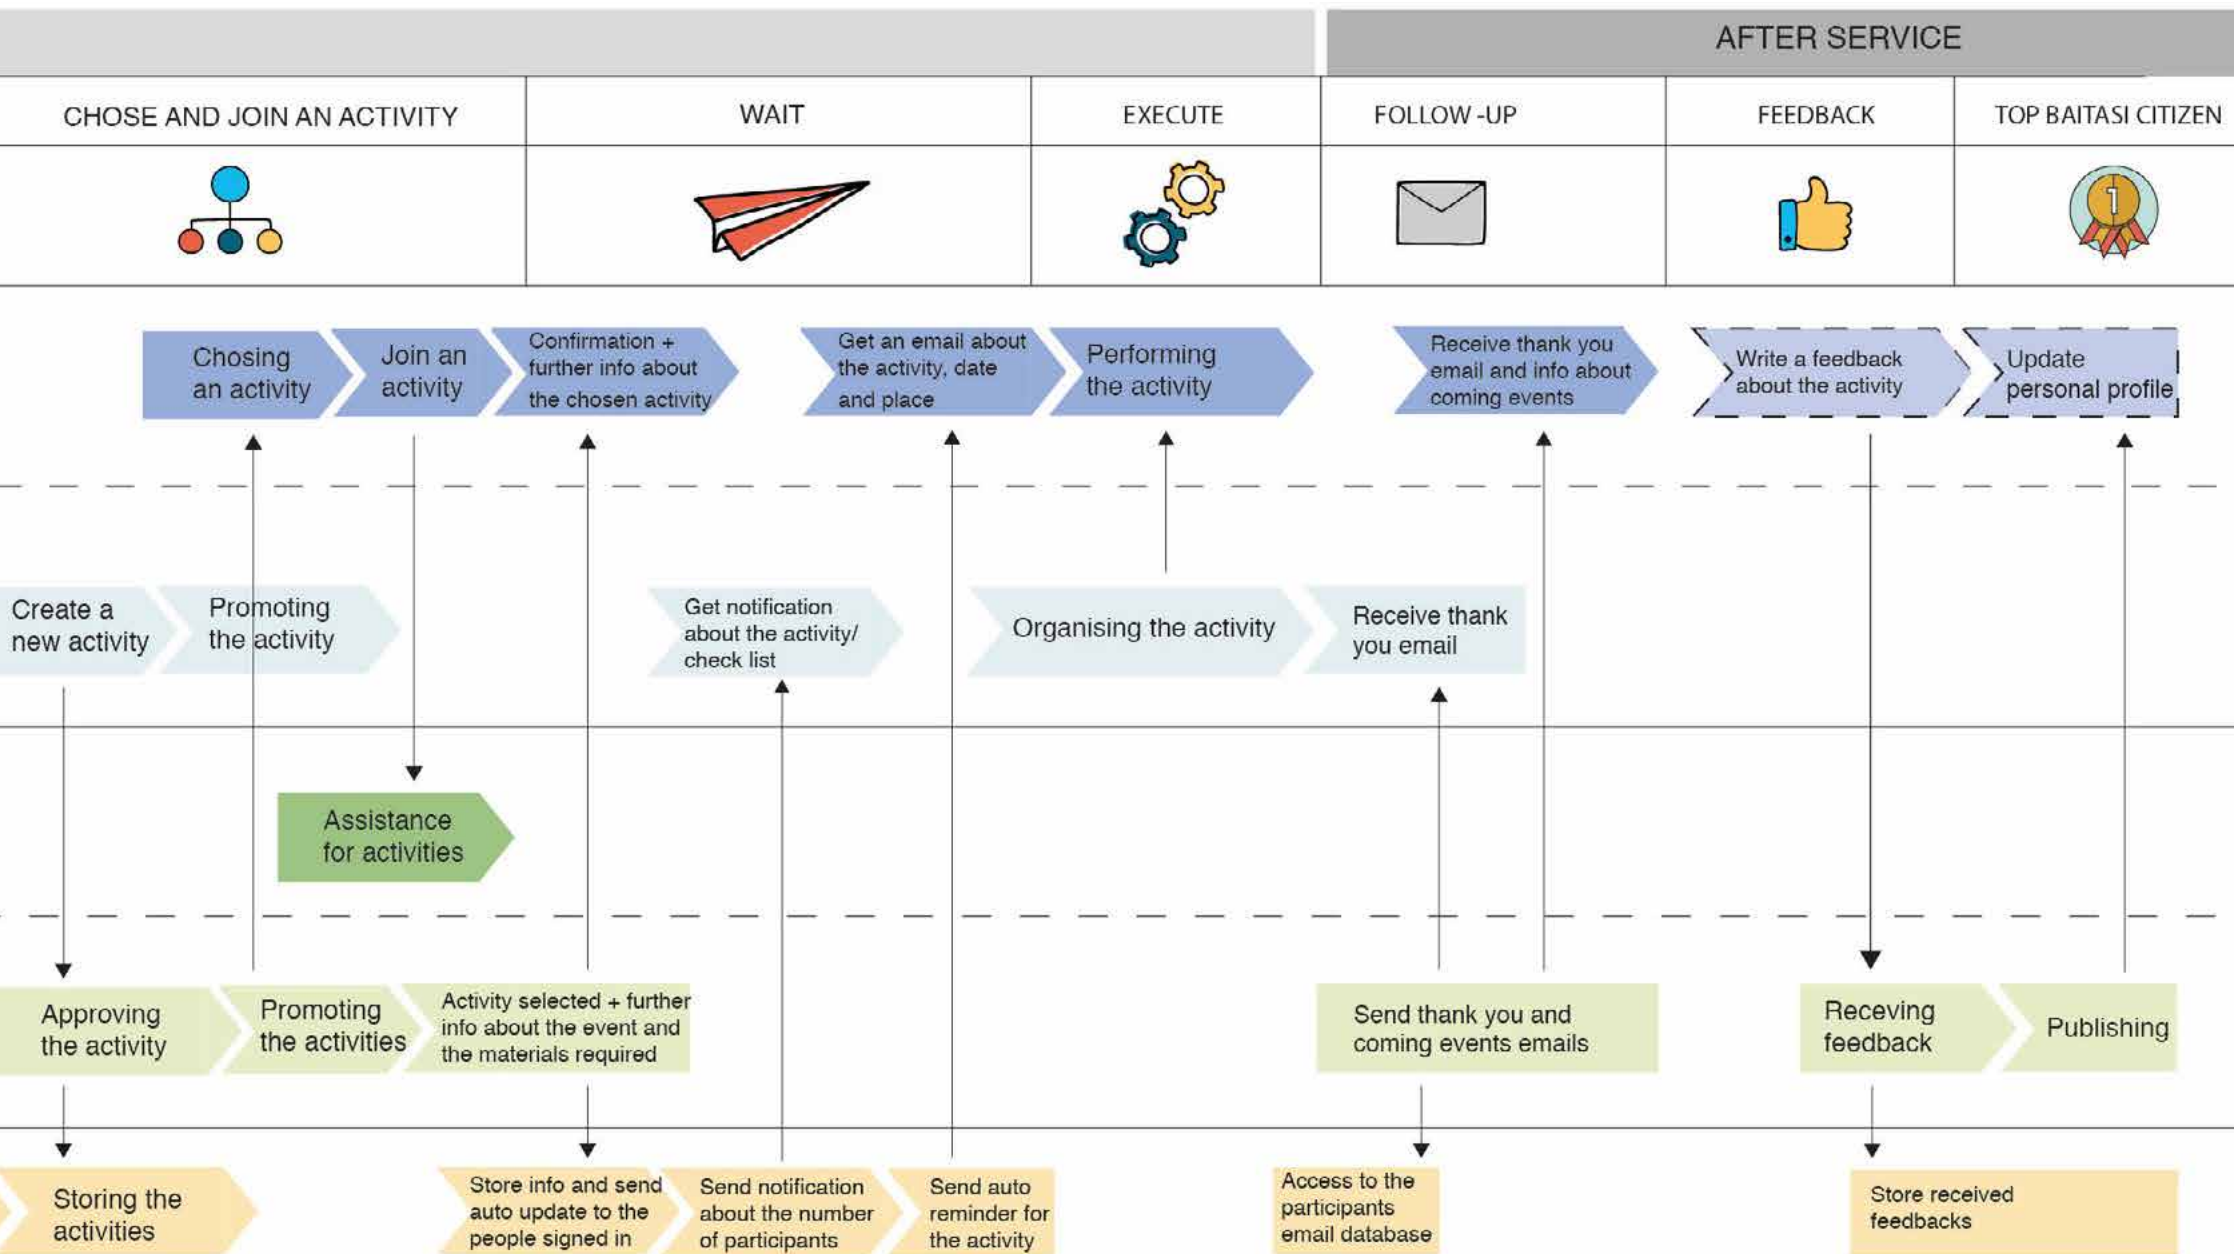 AFTER SERVICE
CHOSE AND JOIN AN ACTIVITY
WAIT
EXECUTE
FOLLOW -UP
FEEDBACK
TOP BAITASI CITIZEN
1
Chosing
an activity
Join an
activity
Confirmation +
further info about
the chosen activity
Get an email about
the activity, date
and place
Performing
the activity
Receive thank you
email and info about
coming events
Write a feedback
about the activity
Update
personal profile
Create a
new activity
Promoting
the activity
Get notification
about the activity/
check list
Organising the activity
Receive thank
you email
Assistance
for activities
Approving
the activity
Promoting
the activities
Activity selected + further
info about the event and
the materials required
Send thank you and
coming events emails
Receving
feedback
Publishing
Storing the
activities
Store info and send
auto update to the
people signed in
Send notification
about the number
of participants
Send auto
reminder for
the activity
Access to the
participants
email database
Store received
feedbacks